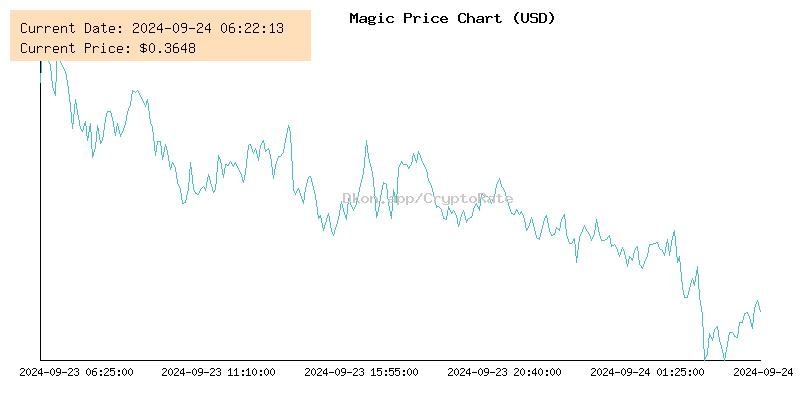 Magic Price Chart (USD)
Current Date: 2024-09-24 06:22:13
Current Price: $0.3648
Dkon.app/CryptoRate
2024-09-23 06:25:00 2024-09-23 11:10:00 2024-09-23 15:55:00 2024-09-23 20:40:00 2024-09-24 01:25:00 2024-09-24